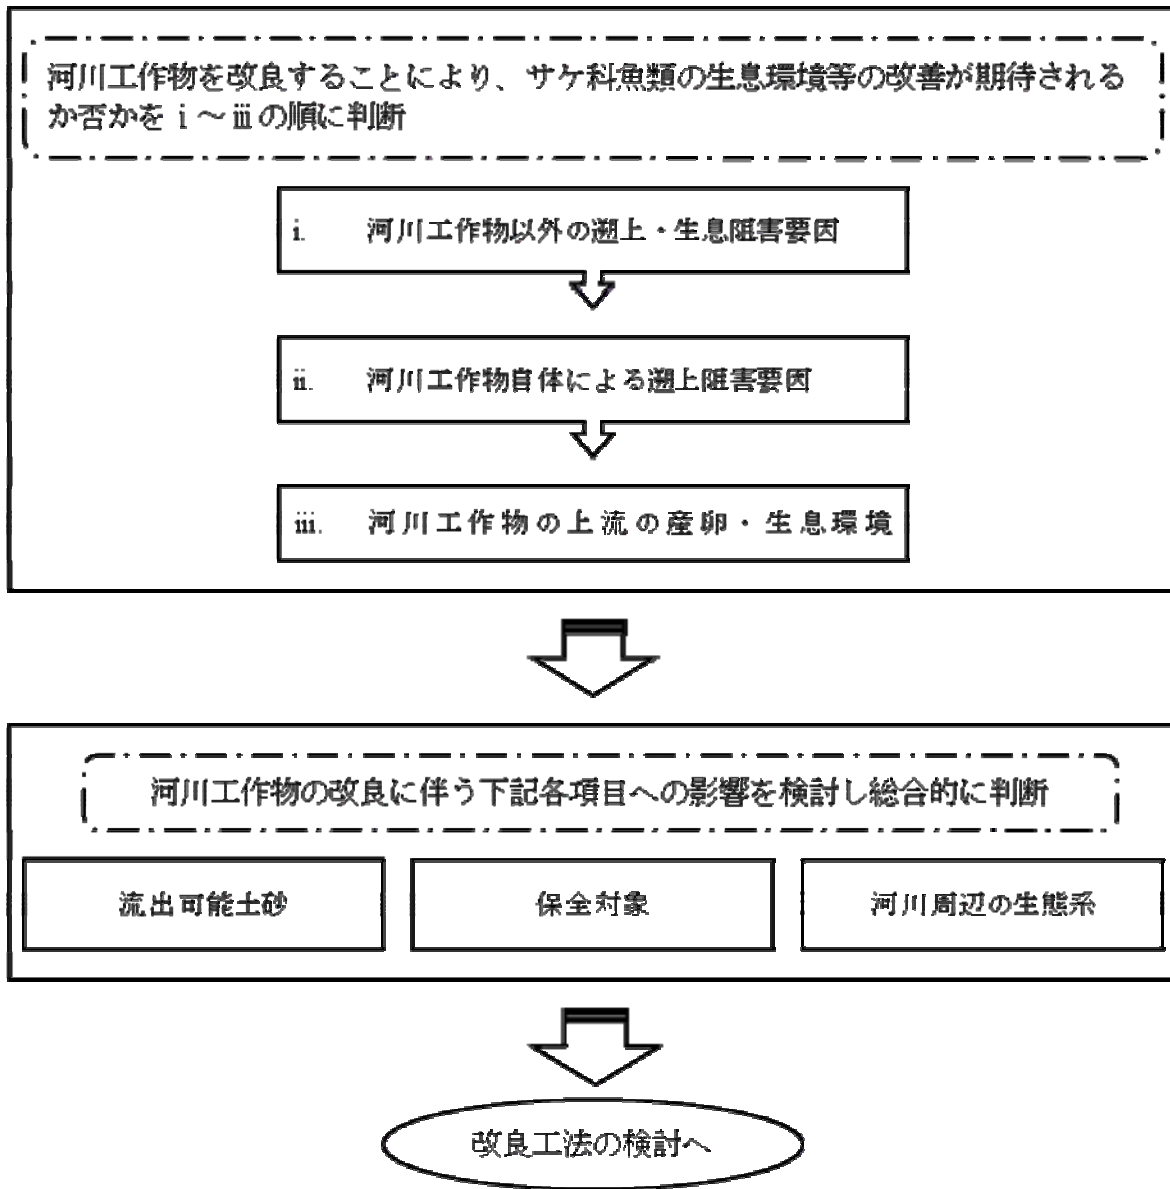 河川工作物を改良することにより、サケ科魚類の生息環境等の改善が期待される
か否かをⅰ～ⅲの順に判断
ⅰ. 河川工作物以外の遡上・生息阻害要因
ⅱ. 河川工作物自体による遡上阻害要因
ⅲ. 河川工作物の上流の産卵・生息環境
河川工作物の改良に伴う下記各項目への影響を検討し総合的に判断
流出可能土砂
保全対象
河川周辺の生態系
改良工法の検討へ